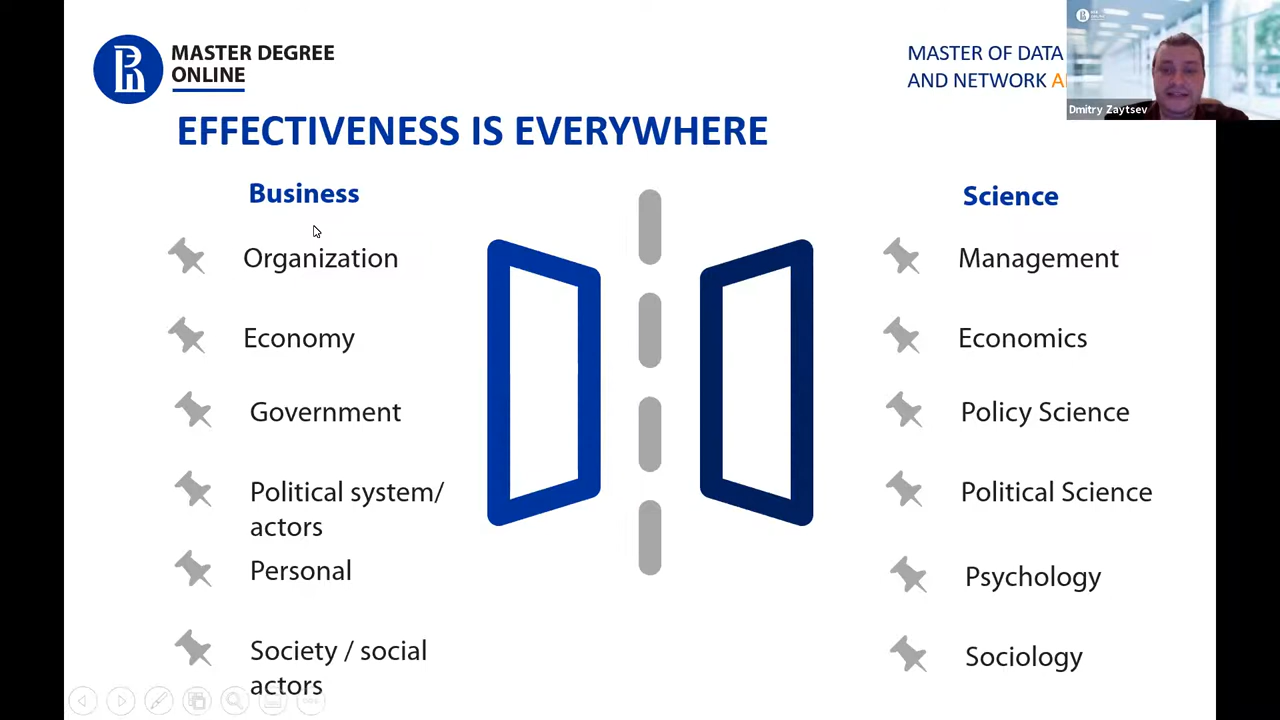 MASTER DEGREE
ONLINE
MASTER OF DATA
AND NETWORK
Dmitry Zaytsev
EFFECTIVENESS IS EVERYWHERE
Business
Organization
Economy
Government
Political system/
actors
Personal
Society / social
actors
Science
Management
Economics
Policy Science
Political Science
Psychology
Sociology